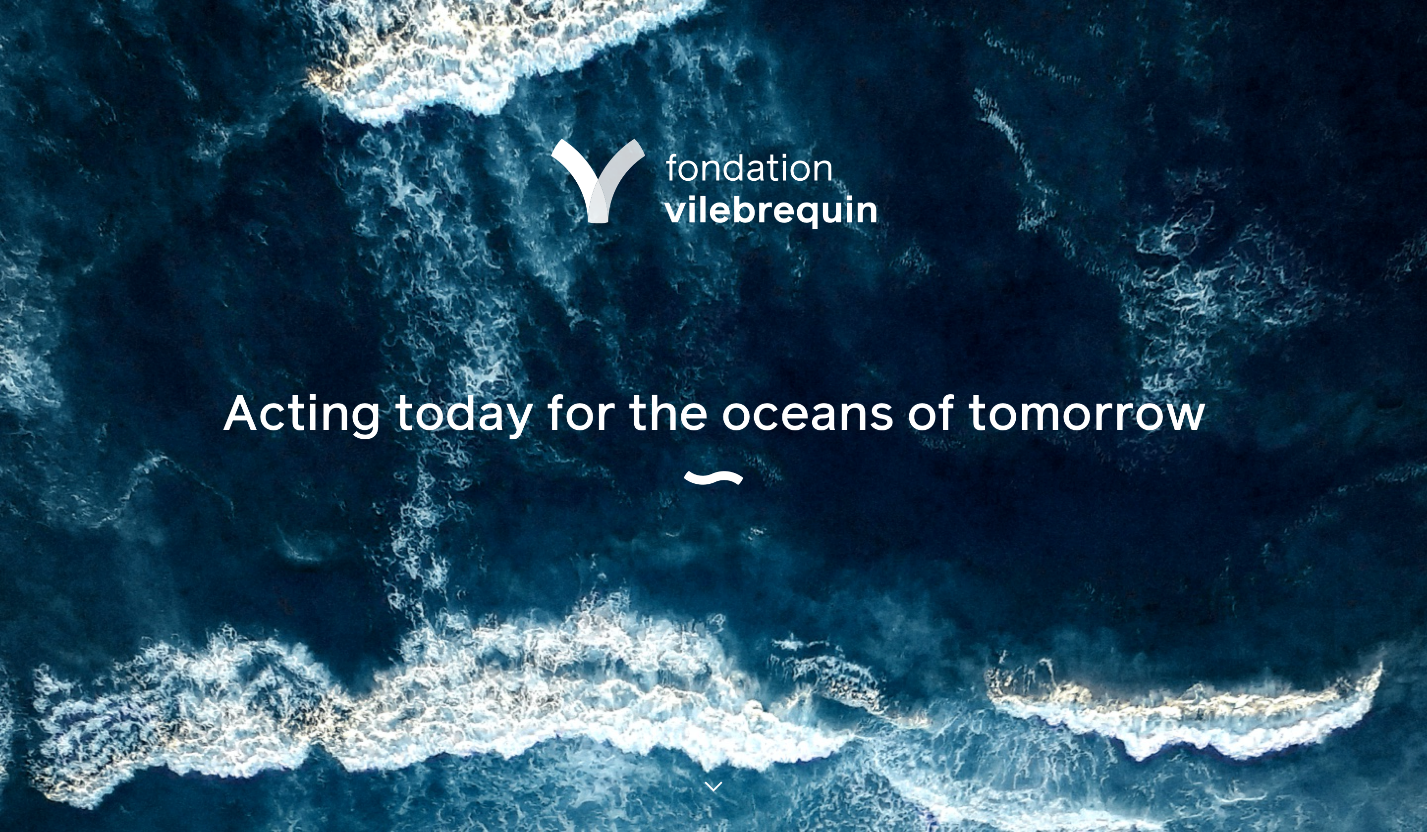 fondation
vilebrequin
Acting today for the oceans of tomorrow